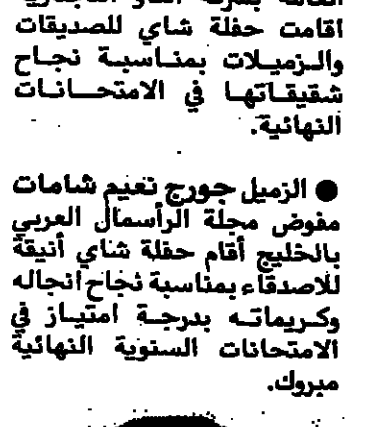 اقامت حفلة شاي للصديقات
والزميلات بمناسبة نجاح
شقيقاتها في الامتحانات
النهائية.
● الزميل جورج نعيم شامات
مفوض مجلة الرأسمال العربي
بالخليج أقام حفلة شاي أنيقة
للاصدقاء بمناسبة نجاح انجاله
وكريماته بدرجة امتياز في
الامتحانات السنوية النهائية
مبروك.